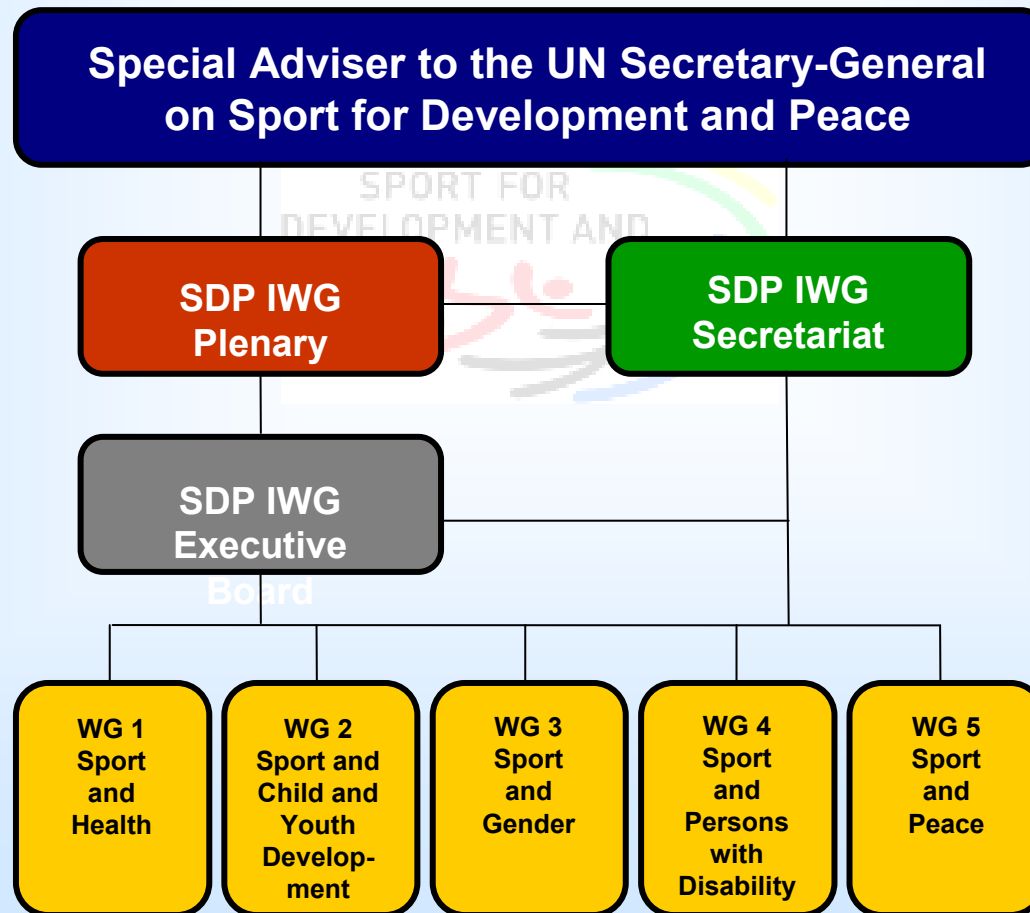 Special Adviser to the UN Secretary-General
on Sport for Development and Peace
SPORT FOR
DEVELOPMENT AND
SDP IWG
Plenary
SDP IWG
Secretariat
SDP IWG
Executive
Board
WG 1
Sport
and
Health
WG 2
Sport and
Child and
Youth
Develop-
ment
WG 3
Sport
and
Gender
WG 4
Sport
and
Persons
with
Disability
WG 5
Sport
and
Peace